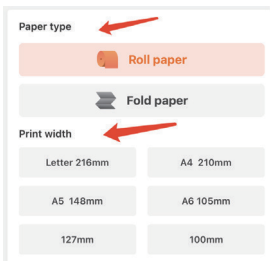 Paper type
Roll paper
Fold paper
Print width
Letter 216mm
A4 210mm
A5 148mm
A6 105mm
127mm
100mm